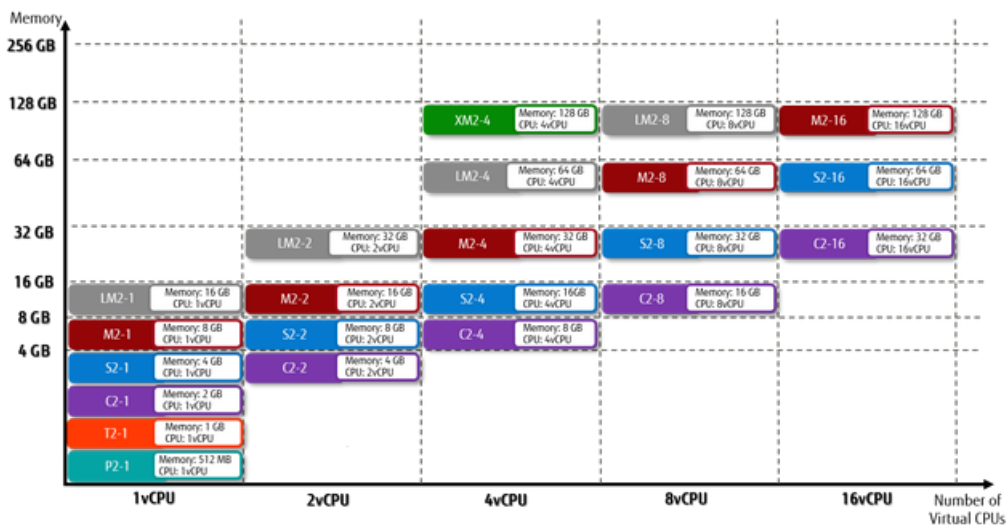 Memory
256 GB
128 GB
XM2-4
Memory: 128 GB
CPU: 4vCPU
LM2-8
Memory: 128 GB
CPU: 8vCPU
M2-16
Memory: 128 GB
CPU: 16vCPU
64 GB
LM2-4
Memory: 64 GB
CPU: 4vCPU
M2-8
Memory: 64 GB
CPU: 8vCPU
S2-16
Memory: 64 GB
CPU: 16vCPU
32 GB
LM2-2
Memory: 32 GB
CPU: 2vCPU
M2-4
Memory: 32 GB
CPU: 4vCPU
S2-8
Memory: 32 GB
CPU: 8vCPU
C2-16
Memory: 32 GB
CPU: 16vCPU
16 GB
LM2-1
Memory: 16 GB
CPU: 1vCPU
M2-2
Memory: 16 GB
CPU: 2vCPU
S2-4
Memory: 16GB
CPU: 4vCPU
C2-8
Memory: 16 GB
CPU: 8vCPU
8 GB
M2-1
Memory: 8 GB
CPU: 1vCPU
S2-2
Memory: 8 GB
CPU: 2vCPU
C2-4
Memory: 8 GB
CPU: 4vCPU
4 GB
S2-1
Memory: 4 GB
CPU: 1vCPU
C2-2
Memory: 4 GB
CPU: 2vCPU
C2-1
Memory: 2 GB
CPU: 1vCPU
T2-1
Memory: 1 GB
CPU: 1vCPU
P2-1
Memory: 512 MB
CPU: 1vCPU
1vCPU
2vCPU
4vCPU
8vCPU
16vCPU
Number of
Virtual CPUs